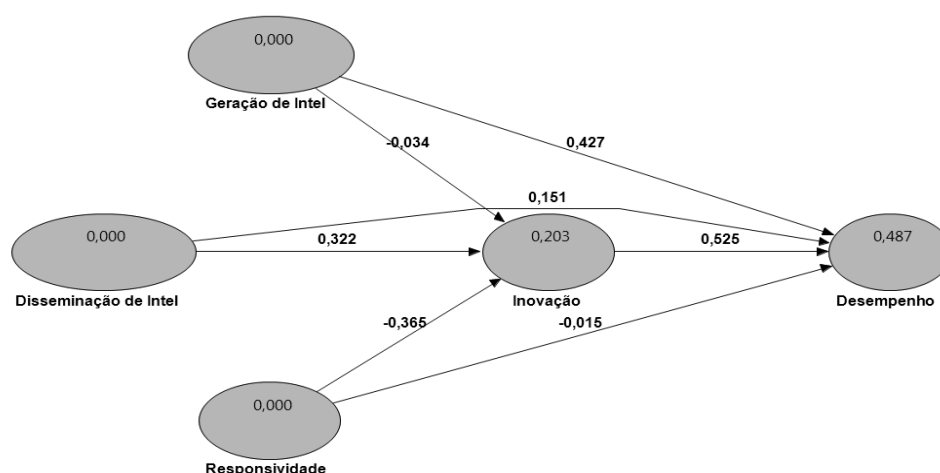 0,000
Geração de Intel
-0,034
0,427
0,151
0,000
0,322
0,203
0,525
0,487
Disseminação de Intel
Inovação
Desempenho
-0,365
-0,015
0,000
Responsividade